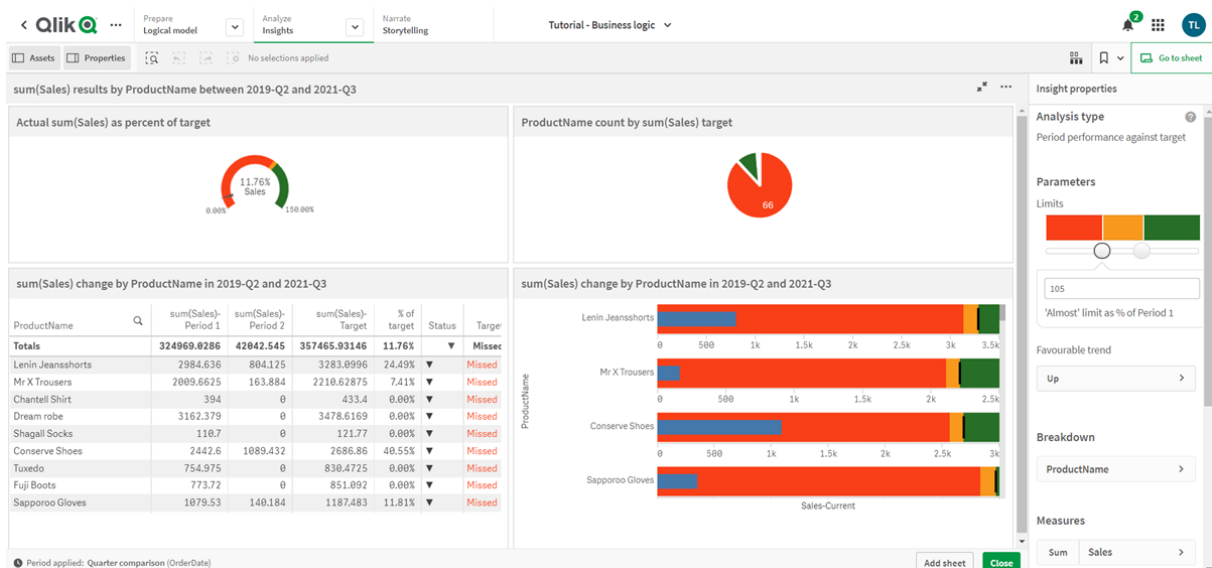 Qlik
Prepare
Logical model
Analyze
Insights
Narrate
Storytelling
Tutorial - Business logic
2
TL
Assets
Properties
No selections applied
Go to sheet
sum(Sales) results by ProductName between 2019-Q2 and 2021-Q3
Actual sum(Sales) as percent of target
11.76%
Sales
0.00%
150.00%
ProductName count by sum(Sales) target
66
sum(Sales) change by ProductName in 2019-Q2 and 2021-Q3
ProductName sum(Sales)- Period 1 sum(Sales)- Period 2 sum(Sales)- Target % of target Status Targe
Totals 324969.0286 42042.545 357465.93146 11.76% ▼ Missec
Lenin Jeansshorts 2984.636 804.125 3283.0996 24.49% ▼ Missed
Mr X Trousers 2009.6625 163.884 2210.62875 7.41% ▼ Missed
Chantell Shirt 394 0 433.4 0.00% ▼ Missed
Dream robe 3162.379 0 3478.6169 0.00% ▼ Missed
Shagall Socks 110.7 0 121.77 0.00% ▼ Missed
Conserve Shoes 2442.6 1089.432 2686.86 40.55% ▼ Missed
Tuxedo 754.975 0 830.4725 0.00% ▼ Missed
Fuji Boots 773.72 0 851.092 0.00% ▼ Missed
Sapporoo Gloves 1079.53 140.184 1187.483 11.81% ▼ Missed
sum(Sales) change by ProductName in 2019-Q2 and 2021-Q3
ProductName
Lenin Jeansshorts
0 500 1k 1.5k 2k 2.5k 3k 3.5k
Mr X Trousers
0 500 1k 1.5k 2k 2.5k
Conserve Shoes
0 500 1k 1.5k 2k 2.5k 3k
Sapporoo Gloves
Sales-Current
Insight properties
Analysis type
Period performance against target
Parameters
Limits
105
'Almost' limit as % of Period 1
Favourable trend
Up
Breakdown
ProductName
Measures
Sum Sales
Period applied: Quarter comparison (OrderDate)
Add sheet
Close